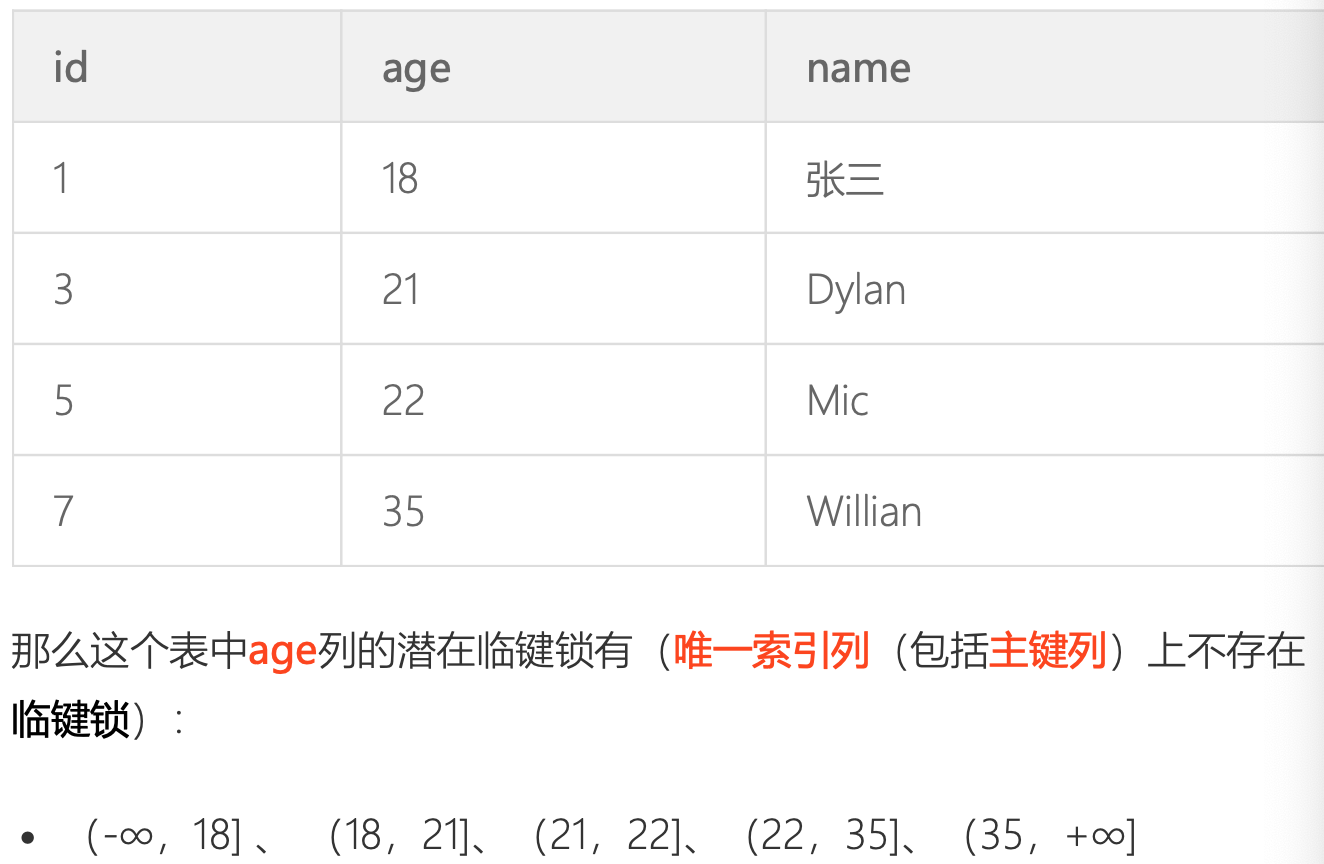 id age name
1 18 张三
3 21 Dylan
5 22 Mic
7 35 Willian
那么这个表中age列的潜在临键锁有（唯一索引列（包括主键列）上不存在
临键锁）：
• （-∞，18] 、 （18，21]、 （21，22]、 （22，35]、 （35，+∞]